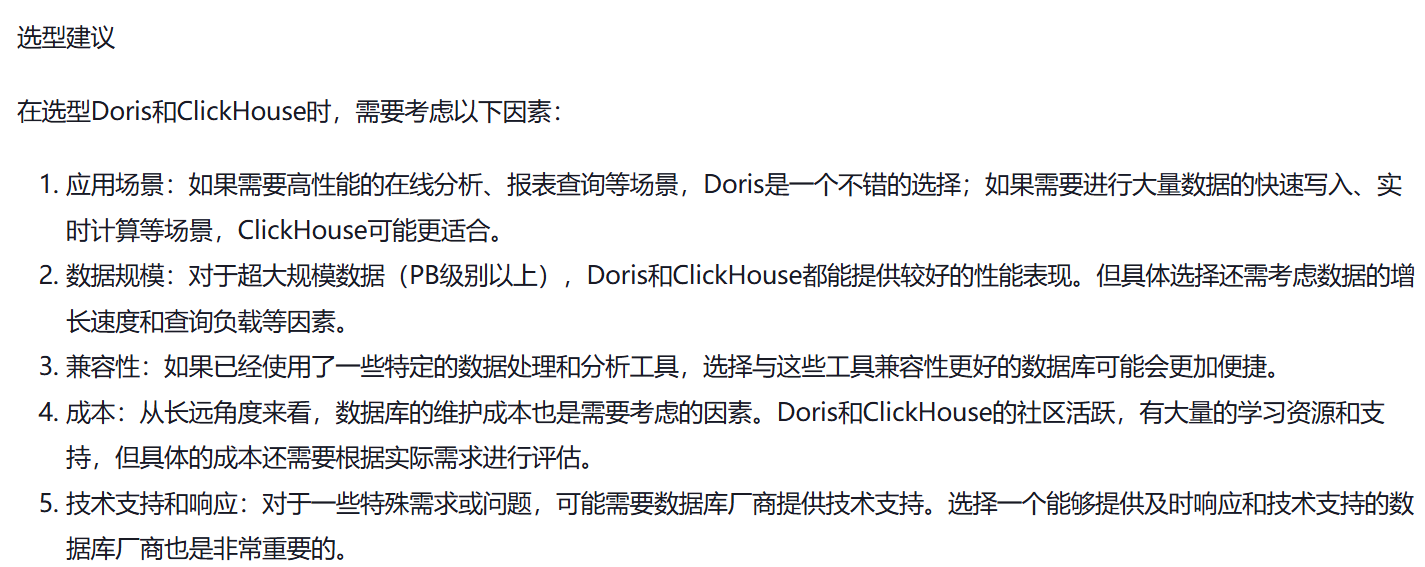 选型建议
在选型Doris和ClickHouse时，需要考虑以下因素：
1. 应用场景：如果需要高性能的在线分析、报表查询等场景，Doris是一个不错的选择；如果需要进行大量数据的快速写入、实
时计算等场景，ClickHouse可能更适合。
2. 数据规模：对于超大规模数据（PB级别以上），Doris和ClickHouse都能提供较好的性能表现。但具体选择还需考虑数据的增
长速度和查询负载等因素。
3. 兼容性：如果已经使用了一些特定的数据处理和分析工具，选择与这些工具兼容性更好的数据库可能会更加便捷。
4. 成本：从长远角度来看，数据库的维护成本也是需要考虑的因素。Doris和ClickHouse的社区活跃，有大量的学习资源和支
持，但具体的成本还需要根据实际需求进行评估。
5. 技术支持和响应：对于一些特殊需求或问题，可能需要数据库厂商提供技术支持。选择一个能够提供及时响应和技术支持的数
据库厂商也是非常重要的。